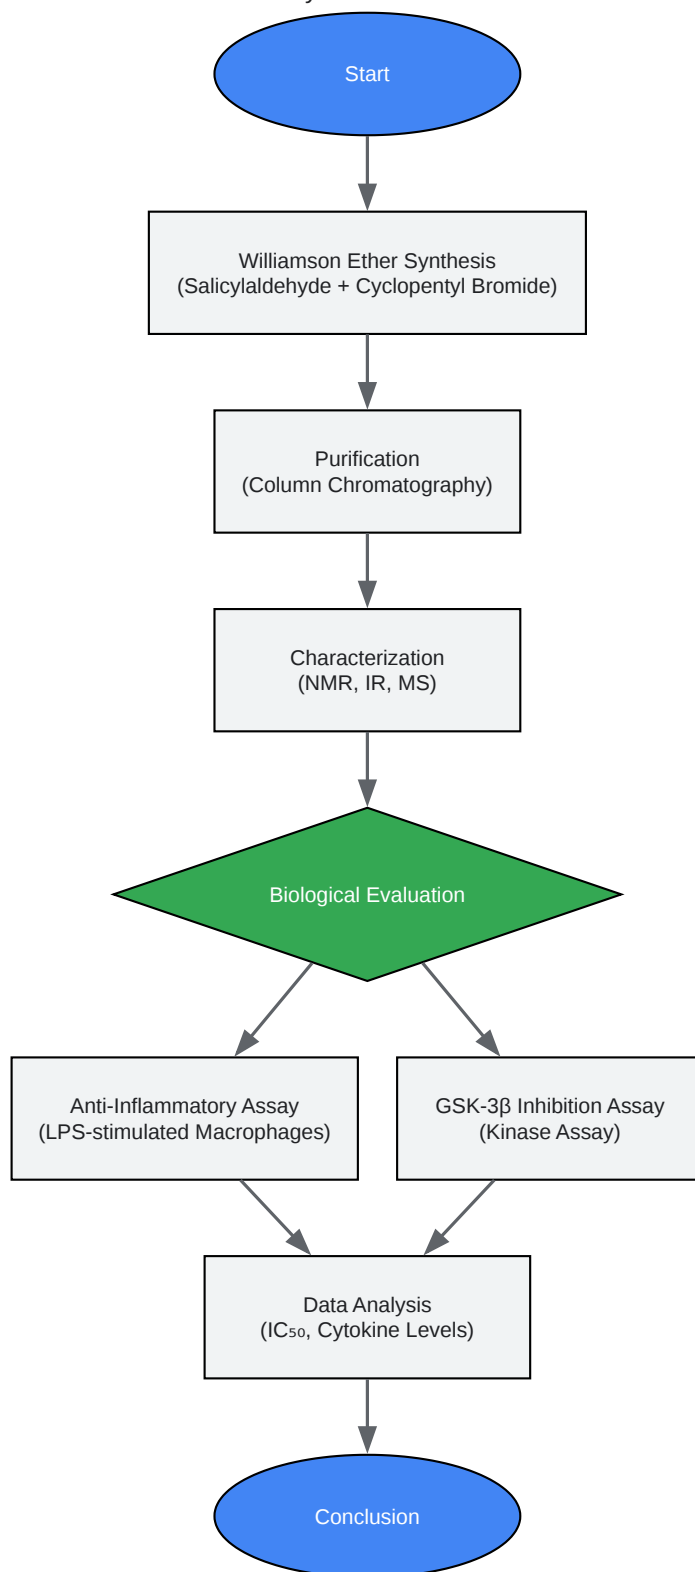 Start
Williamson Ether Synthesis
(Salicylaldehyde + Cyclopentyl Bromide)
Purification
(Column Chromatography)
Characterization
(NMR, IR, MS)
Biological Evaluation
Anti-Inflammatory Assay
(LPS-stimulated Macrophages)
GSK-3β Inhibition Assay
(Kinase Assay)
Data Analysis
(IC₅₀, Cytokine Levels)
Conclusion